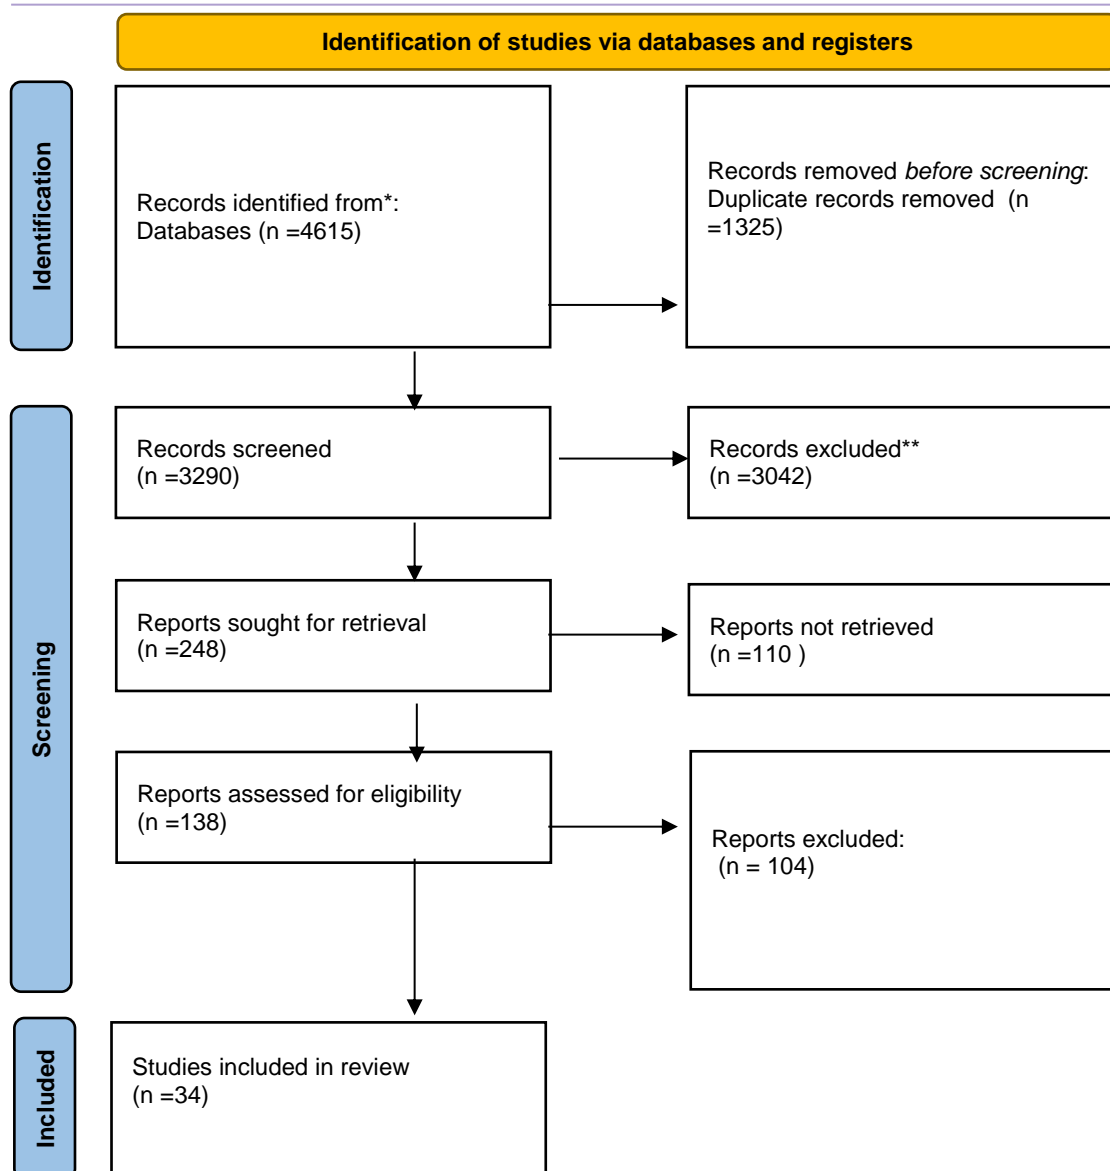 Identification of studies via databases and registers
Identification
Records identified from*:
Databases (n =4615)
Records removed before screening:
Duplicate records removed  (n
=1325)
Screening
Records screened
(n =3290)
Records excluded**
(n =3042)
Reports sought for retrieval
(n =248)
Reports not retrieved
(n =110 )
Reports assessed for eligibility
(n =138)
Reports excluded:
(n = 104)
Included
Studies included in review
(n =34)